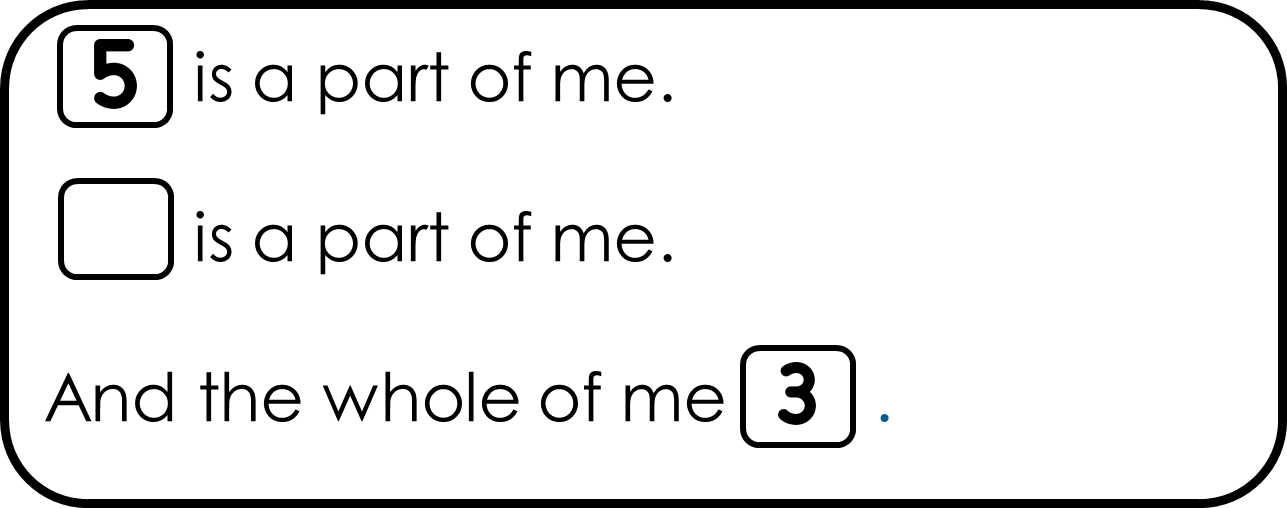 5 is a part of me.
is a part of me.
And the whole of me 3 .